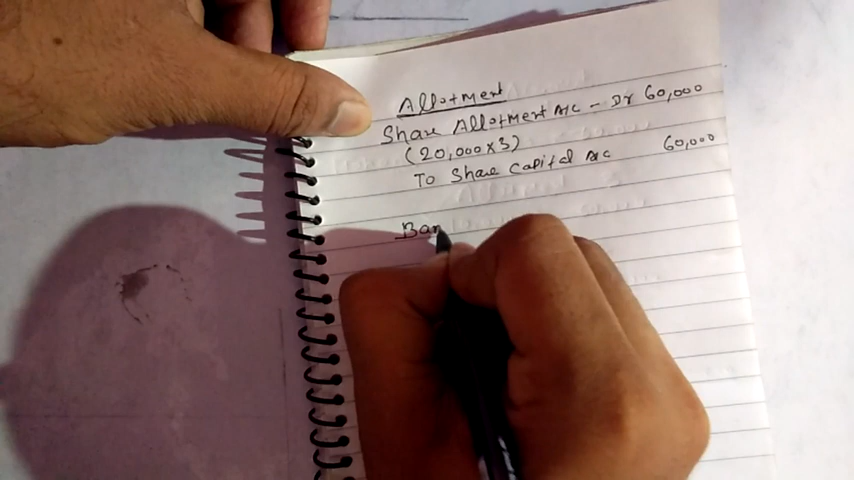 Allotment
Share Allotment A/C - Dr 60,000
(20,000x3)
To Share Capital A/C 60,000
Ban